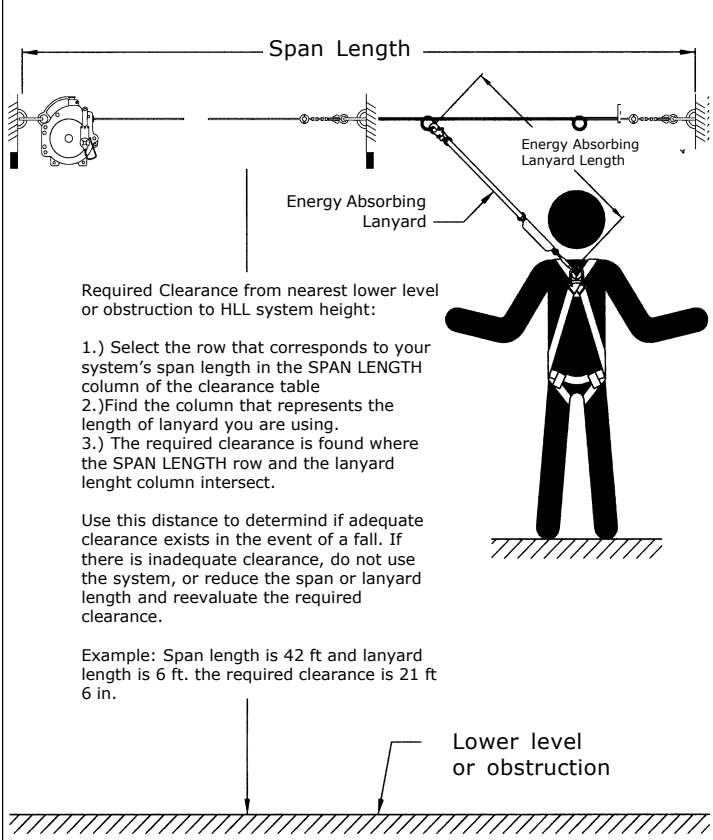 Span Length
Energy Absorbing
Lanyard Length
Energy Absorbing
Lanyard
Required Clearance from nearest lower level
or obstruction to HLL system height:
1.) Select the row that corresponds to your
system's span length in the SPAN LENGTH
column of the clearance table
2.)Find the column that represents the
length of lanyard you are using.
3.) The required clearance is found where
the SPAN LENGTH row and the lanyard
lenght column intersect.
Use this distance to determind if adequate
clearance exists in the event of a fall. If
there is inadequate clearance, do not use
the system, or reduce the span or lanyard
length and reevaluate the required
clearance.
Example: Span length is 42 ft and lanyard
length is 6 ft. the required clearance is 21 ft
6 in.
Lower level
or obstruction